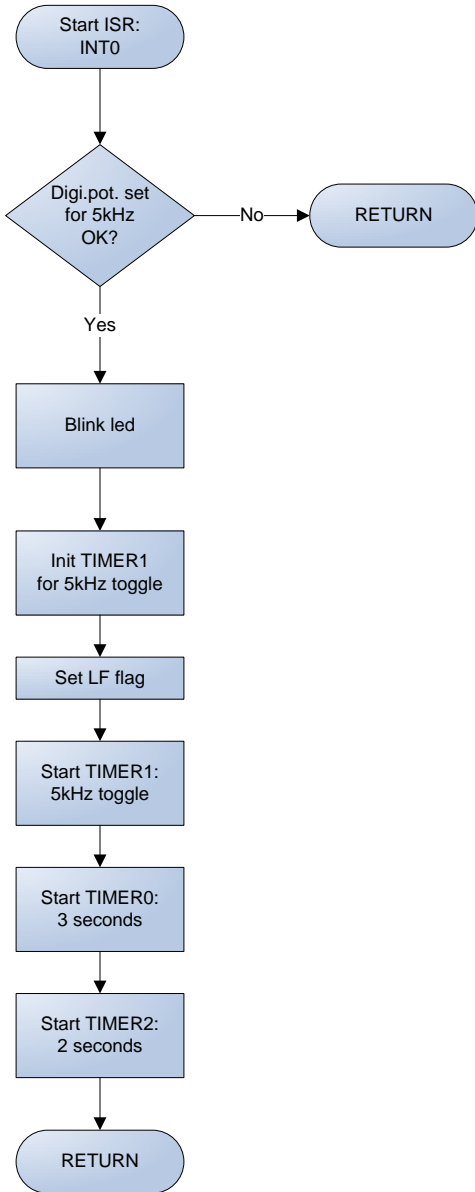 Start ISR:
INT0
Digi.pot. set
for 5kHz
OK?
No
RETURN
Yes
Blink led
Init TIMER1
for 5kHz toggle
Set LF flag
Start TIMER1:
5kHz toggle
Start TIMER0:
3 seconds
Start TIMER2:
2 seconds
RETURN